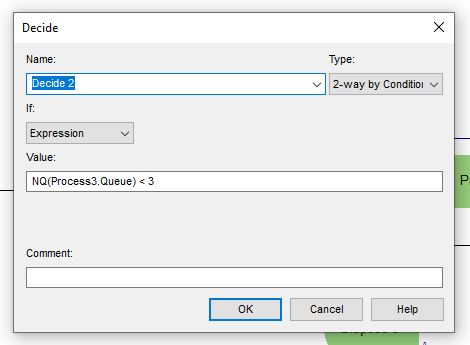 Decide
Name:
Type:
Decide 2
2-way by Condition
If:
Expression
Value:
NQ(Process3.Queue) < 3
Comment:
OK
Cancel
Help